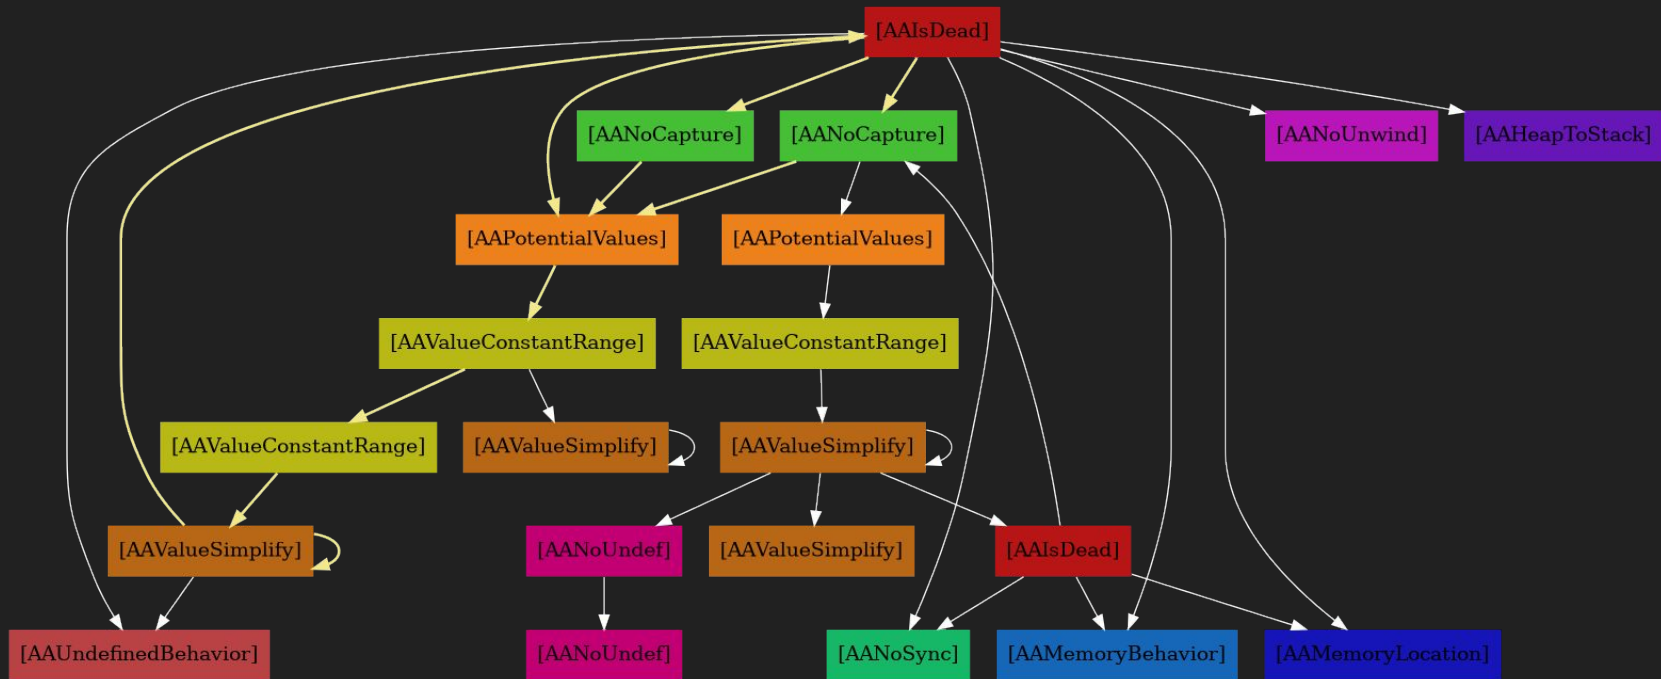 [AAIsDead]
[AANoCapture]
[AANoCapture]
[AANoUnwind]
[AAHeapToStack]
[AAPotentialValues]
[AAPotentialValues]
[AAValueConstantRange]
[AAValueConstantRange]
[AAValueConstantRange]
[AAValueSimplify]
[AAValueSimplify]
[AAValueSimplify]
[AANoUndef]
[AAValueSimplify]
[AAIsDead]
[AAUndefinedBehavior]
[AANoUndef]
[AANoSync]
[AAMemoryBehavior]
[AAMemoryLocation]